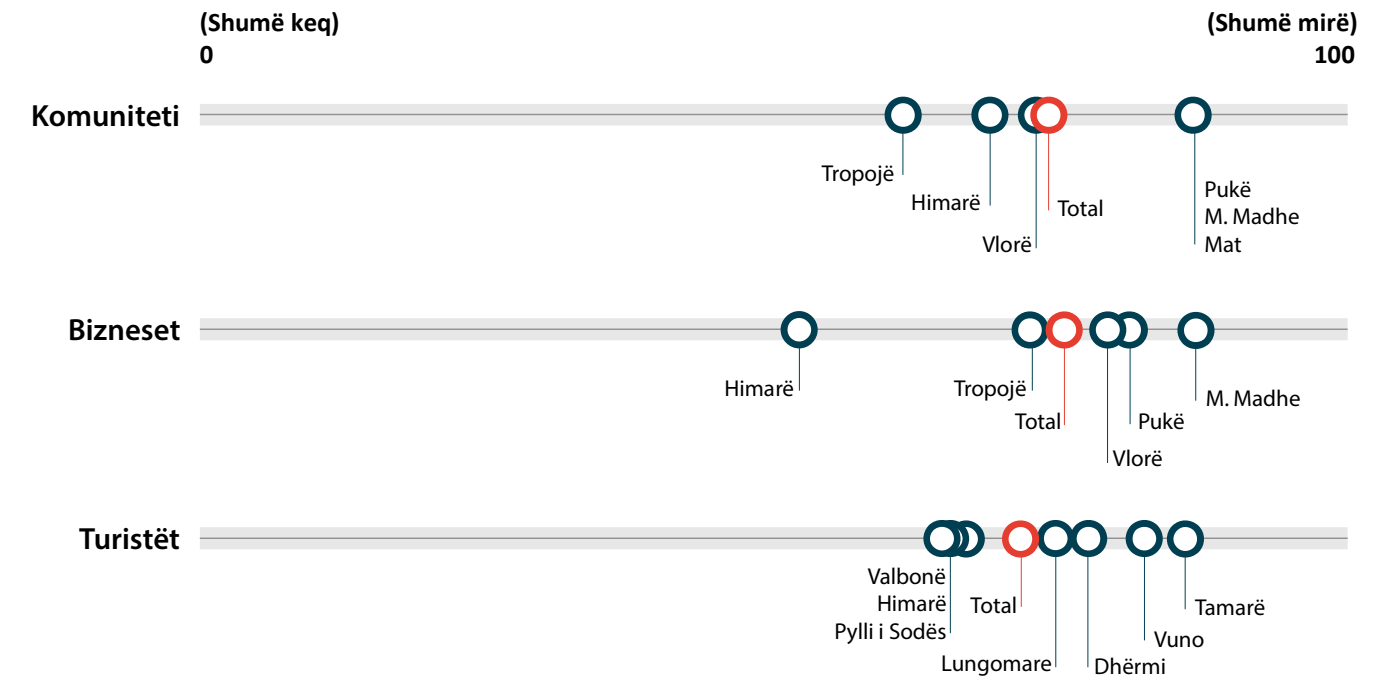 (Shumë keq)
0
(Shumë mirë)
100
Komuniteti
Tropojë
Himarë
Vlorë
Total
Pukë
M. Madhe
Mat
Bizneset
Himarë
Tropojë
Total
Vlorë
Pukë
M. Madhe
Turistët
Valbonë
Himarë
Pylli i Sodës
Total
Lungomare
Dhërmi
Vuno
Tamarë